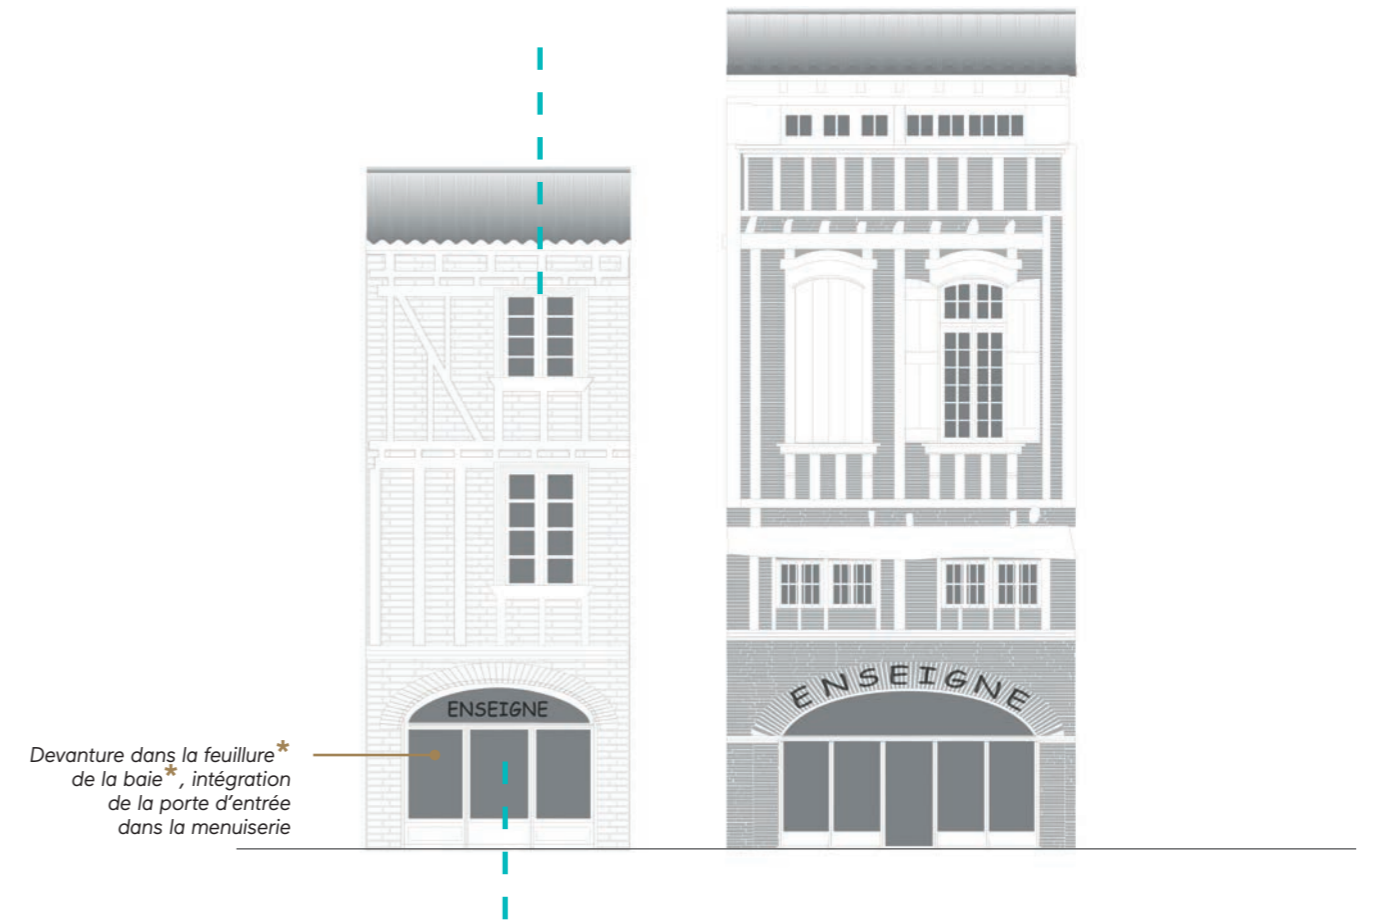 ENSEIGNE
ENSEIGNE
Devanture dans la feuillure*
de la baie*, intégration
de la porte d'entrée
dans la menuiserie